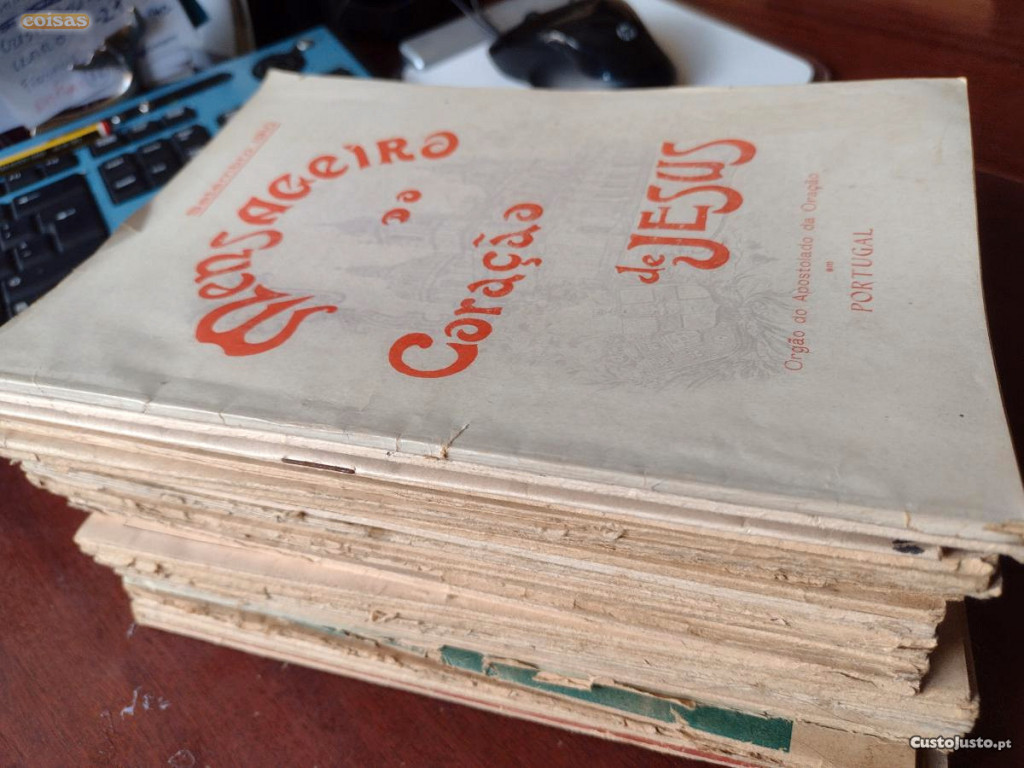 coisas
Mensageiro
do
Coração
de JESUS
Orgão do Apostolado da Oração
em
PORTUGAL
CustoJusto.pt